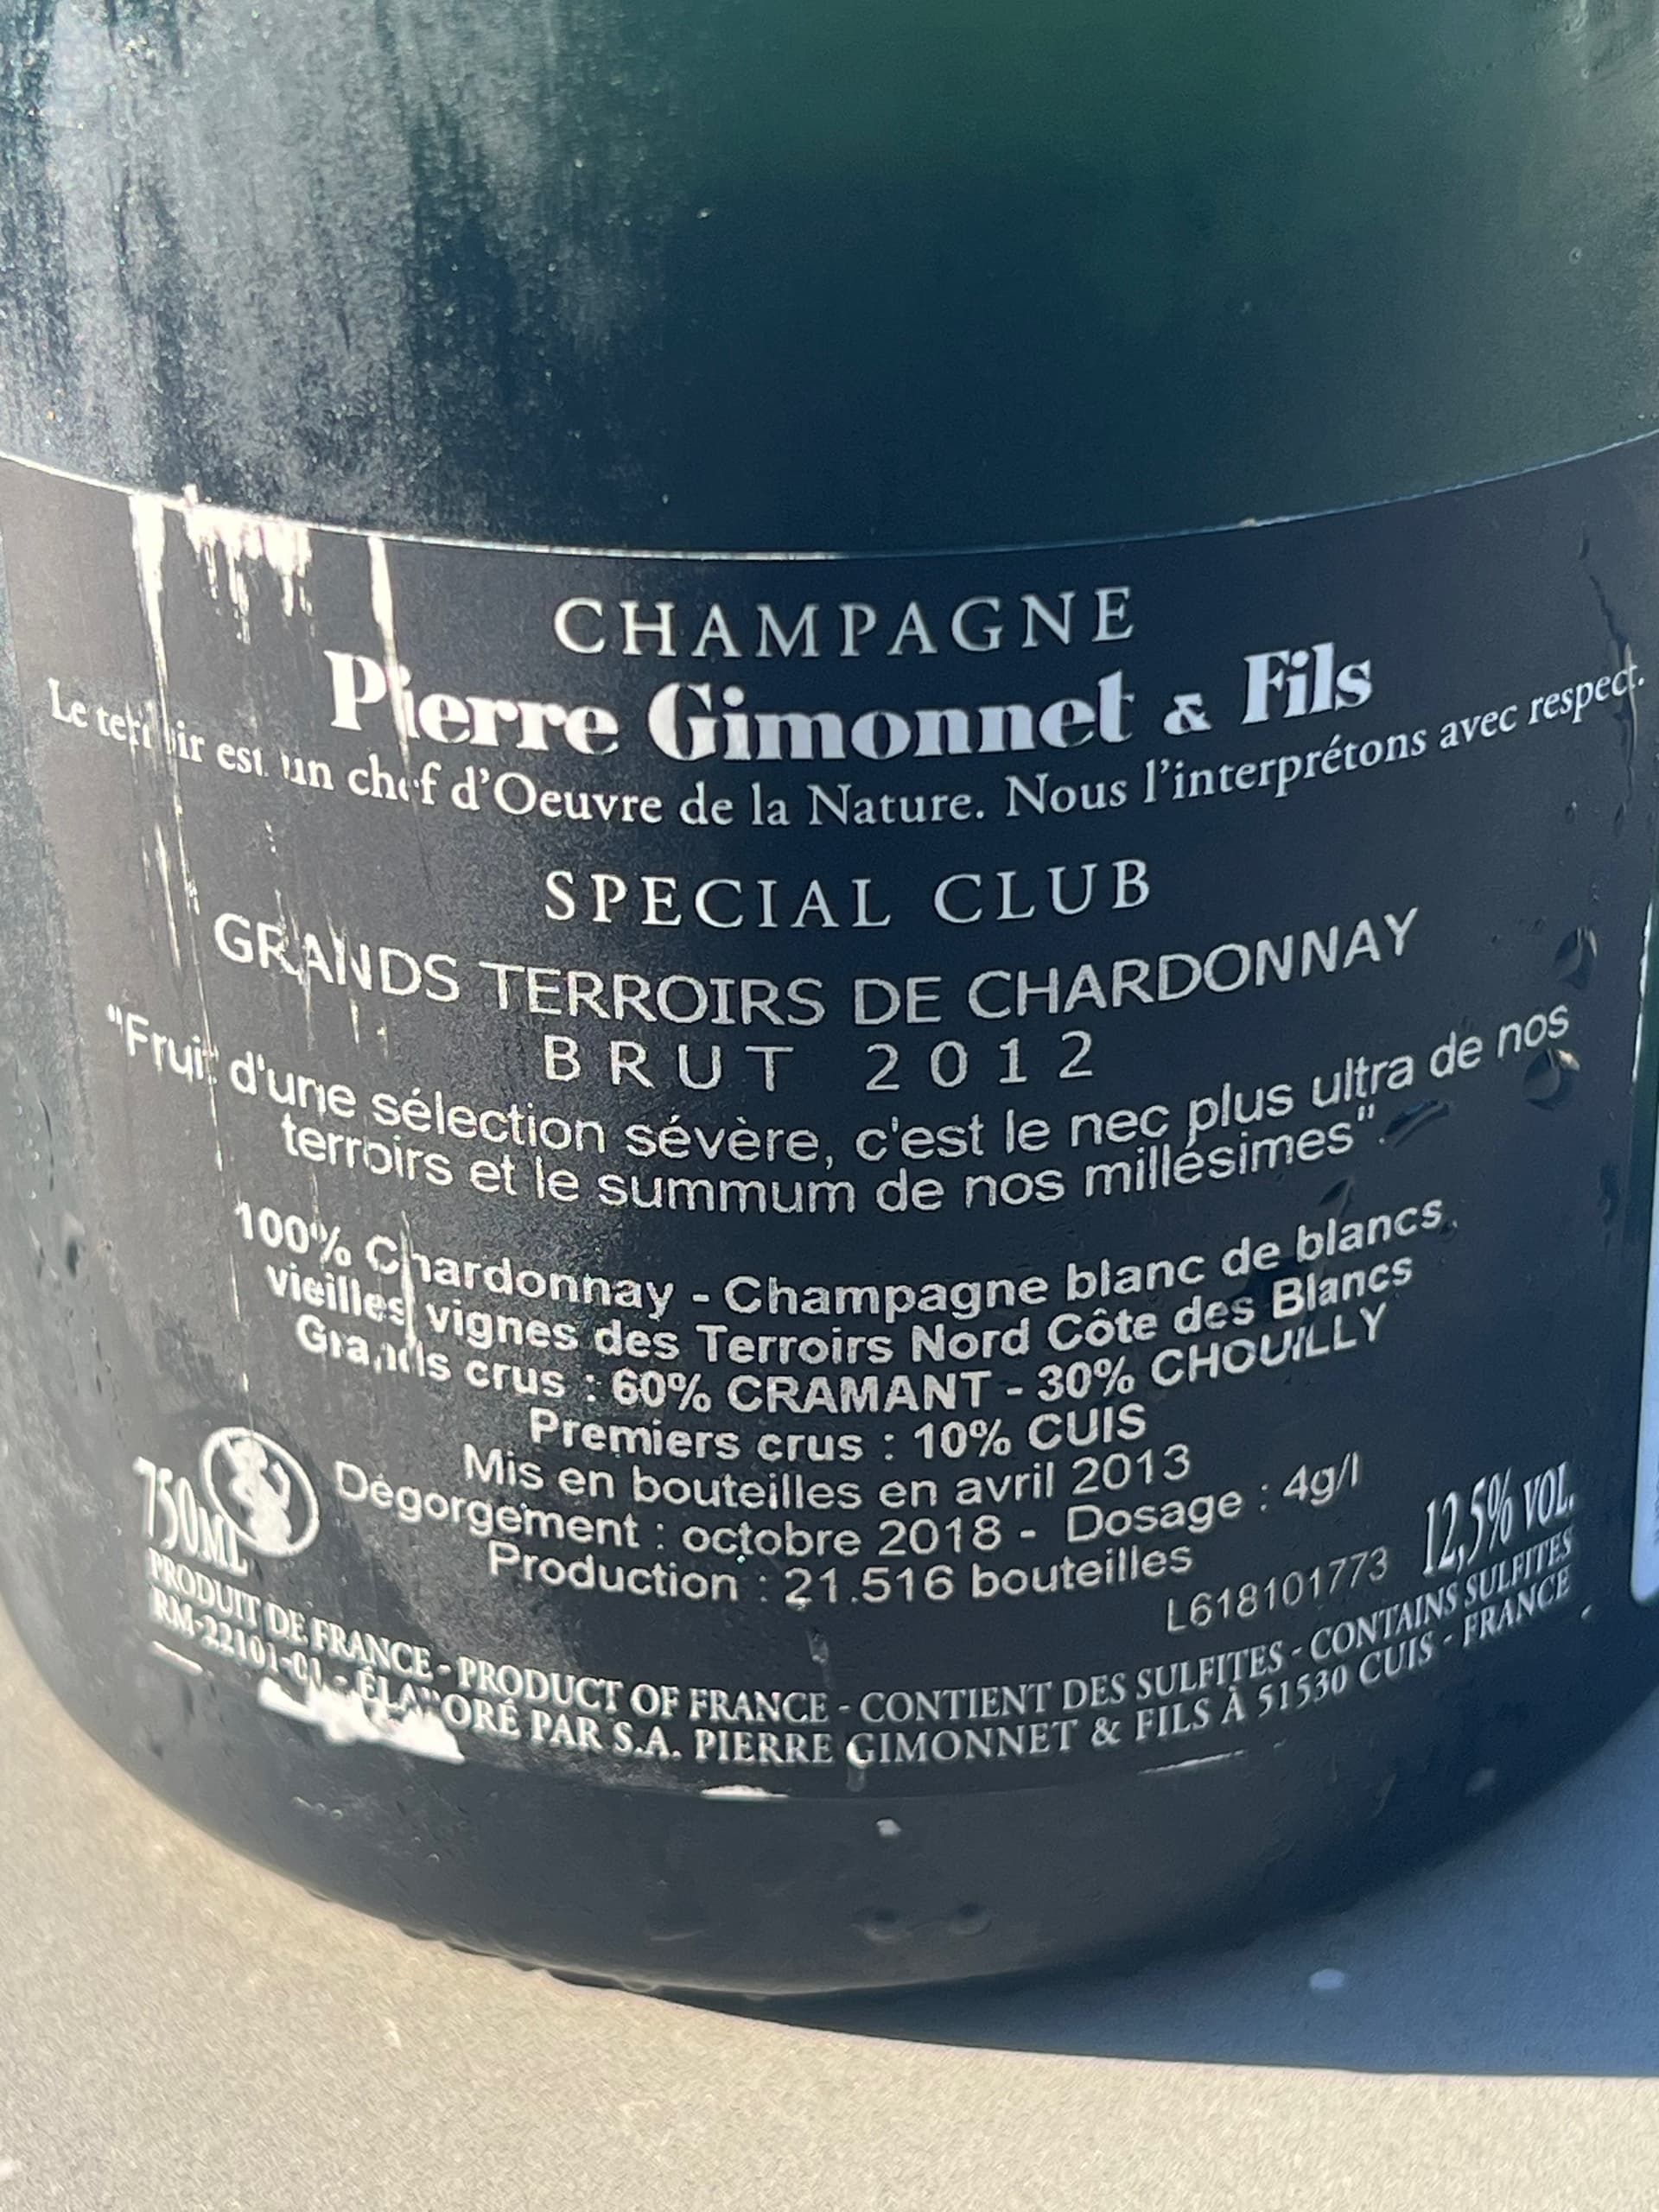 CHAMPAGNE
Pierre Gimonnet & Fils
Le terroir est un chef d'Oeuvre de la Nature. Nous l'interprétons avec respect.
SPECIAL CLUB
GRANDS TERROIRS DE CHARDONNAY
BRUT 2012
"Fruit d'une sélection sévère, c'est le nec plus ultra de nos
terroirs et le summum de nos millésimes".
100% Chardonnay - Champagne blanc de blancs,
vieilles vignes des Terroirs Nord Côte des Blancs
Grands crus : 60% CRAMANT - 30% CHOUILLY
Premiers crus : 10% CUIS
Mis en bouteilles en avril 2013
Dégorgement : octobre 2018 - Dosage : 4g/l
Production : 21.516 bouteilles
750ML
L618101773
12,5% VOL.
PRODUIT DE FRANCE - PRODUCT OF FRANCE - CONTIENT DES SULFITES - CONTAINS SULFITES
RM-22101-01 - ÉLABORÉ PAR S.A. PIERRE GIMONNET & FILS À 51530 CUIS - FRANCE